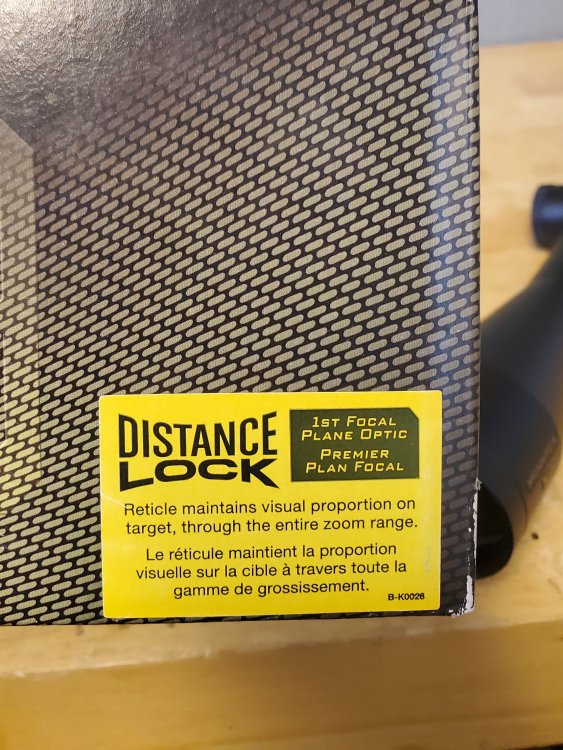 DISTANCE
LOCK
1ST FOCAL
PLANE OPTIC
PREMIER
PLAN FOCAL
Reticle maintains visual proportion on
target, through the entire zoom range.
Le réticule maintient la proportion
visuelle sur la cible à travers toute la
gamme de grossissement.
B-K0028